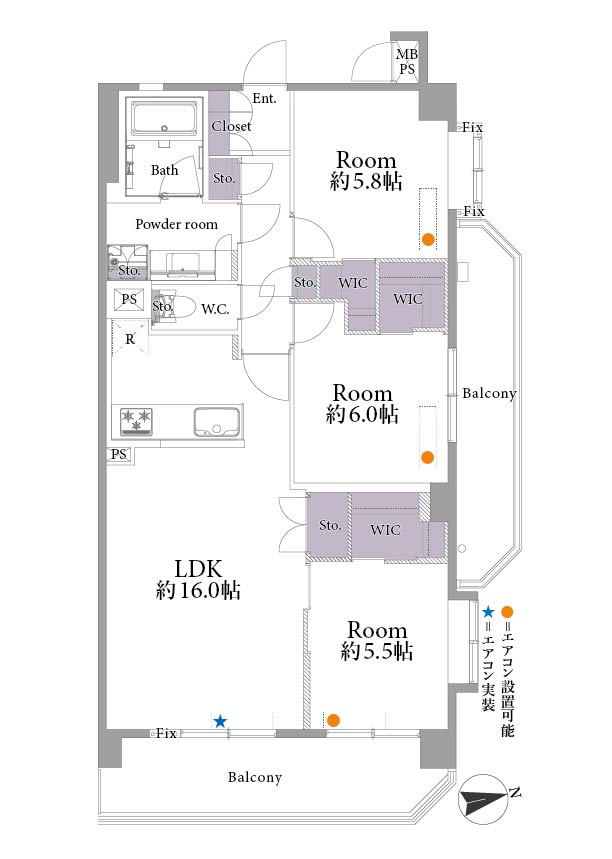 MB
PS
Ent.
Closet
Fix
Bath
Room
約5.8帖
Sto.
Fix
Powder room
Sto.
Sto.
WIC
WIC
PS
Sto.
W.C.
R
Room
約6.0帖
Balcony
PS
Sto.
WIC
LDK
約16.0帖
Room
約5.5帖
●=エアコン設置可能
★=エアコン実装
Fix
Balcony
N